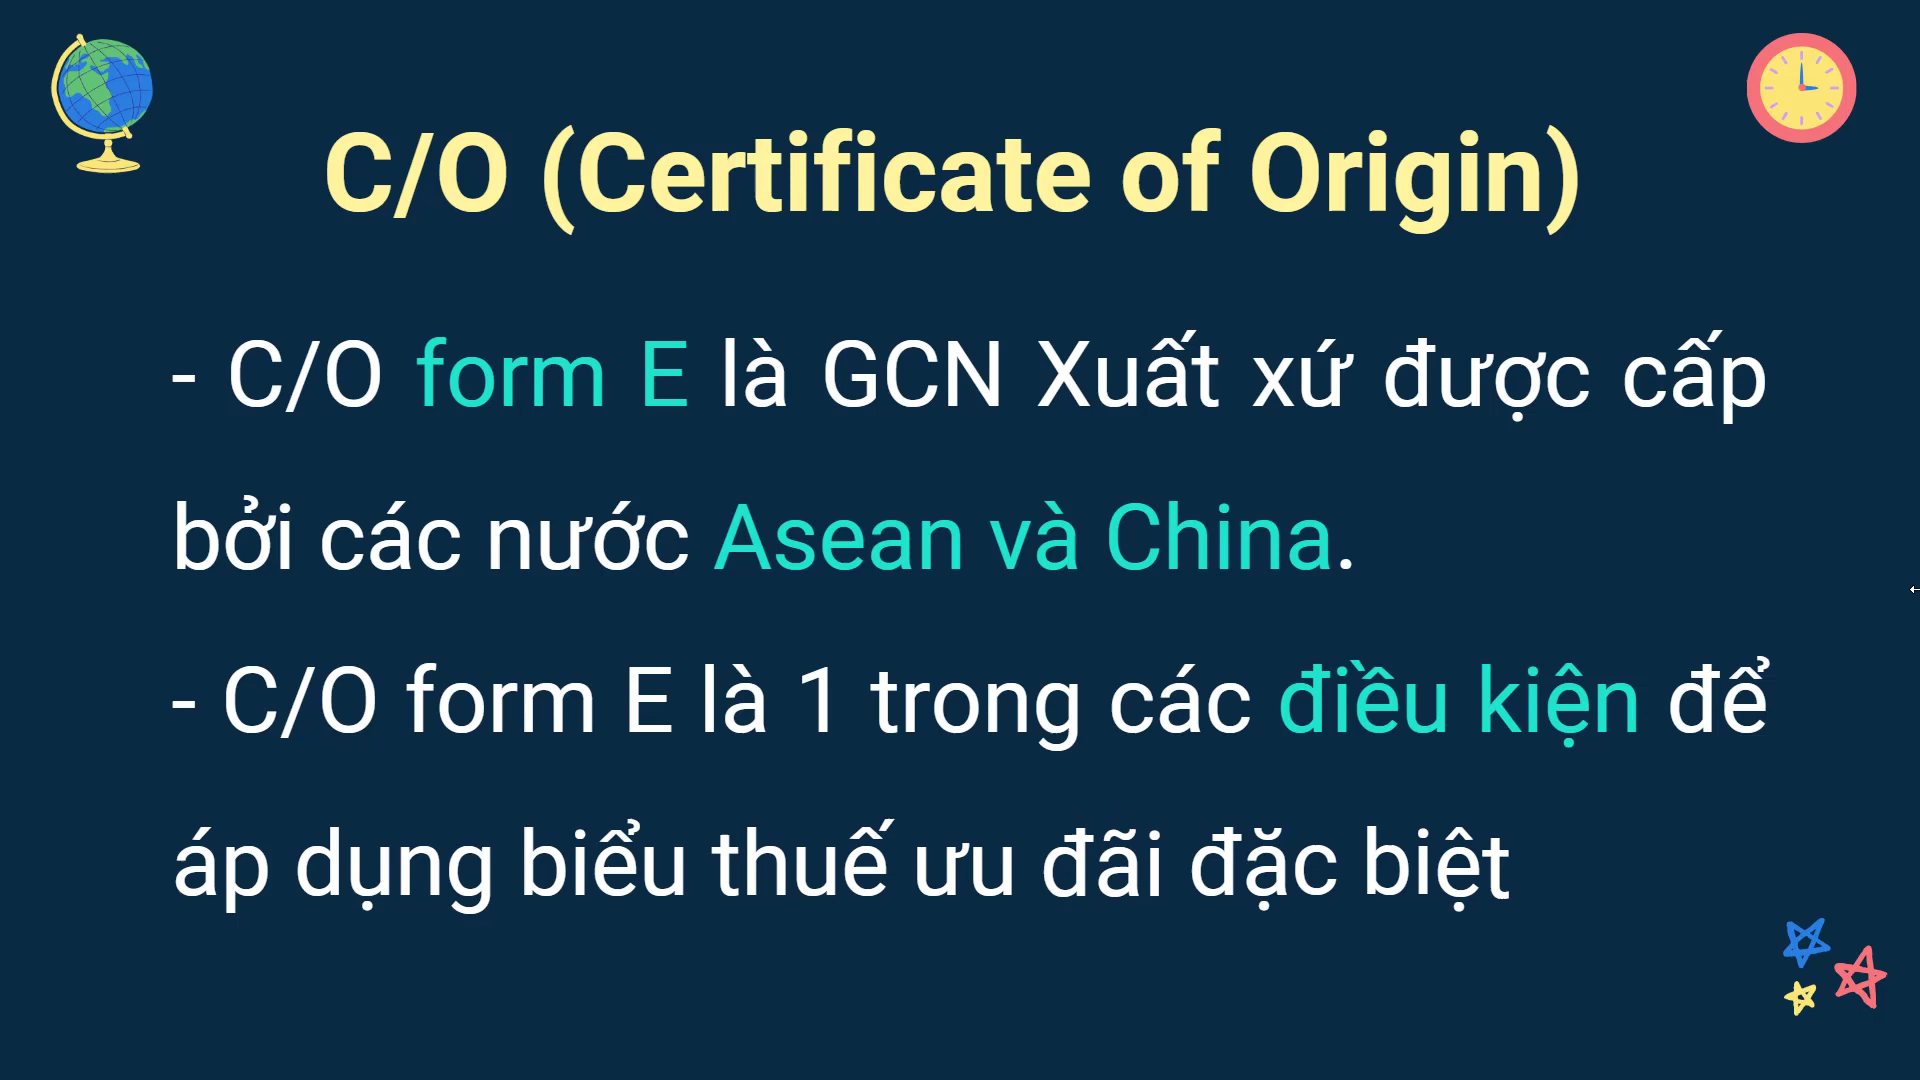 C/O (Certificate of Origin)
- C/O form E là GCN Xuất xứ được cấp
bởi các nước Asean và China.
- C/O form E là 1 trong các điều kiện để
áp dụng biểu thuế ưu đãi đặc biệt